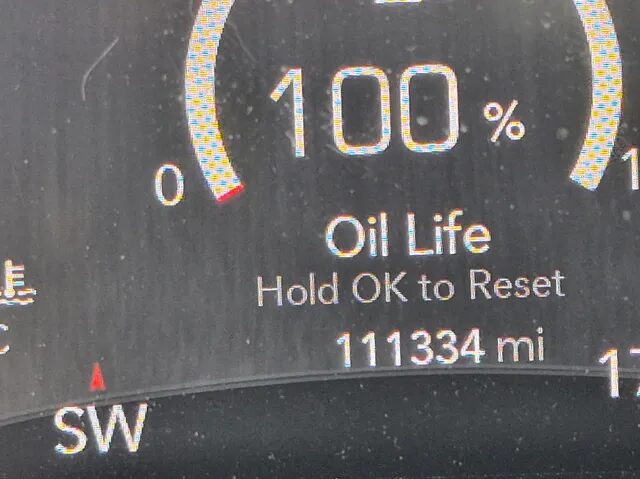 100 %
0
Oil Life
Hold OK to Reset
111334 mi
SW